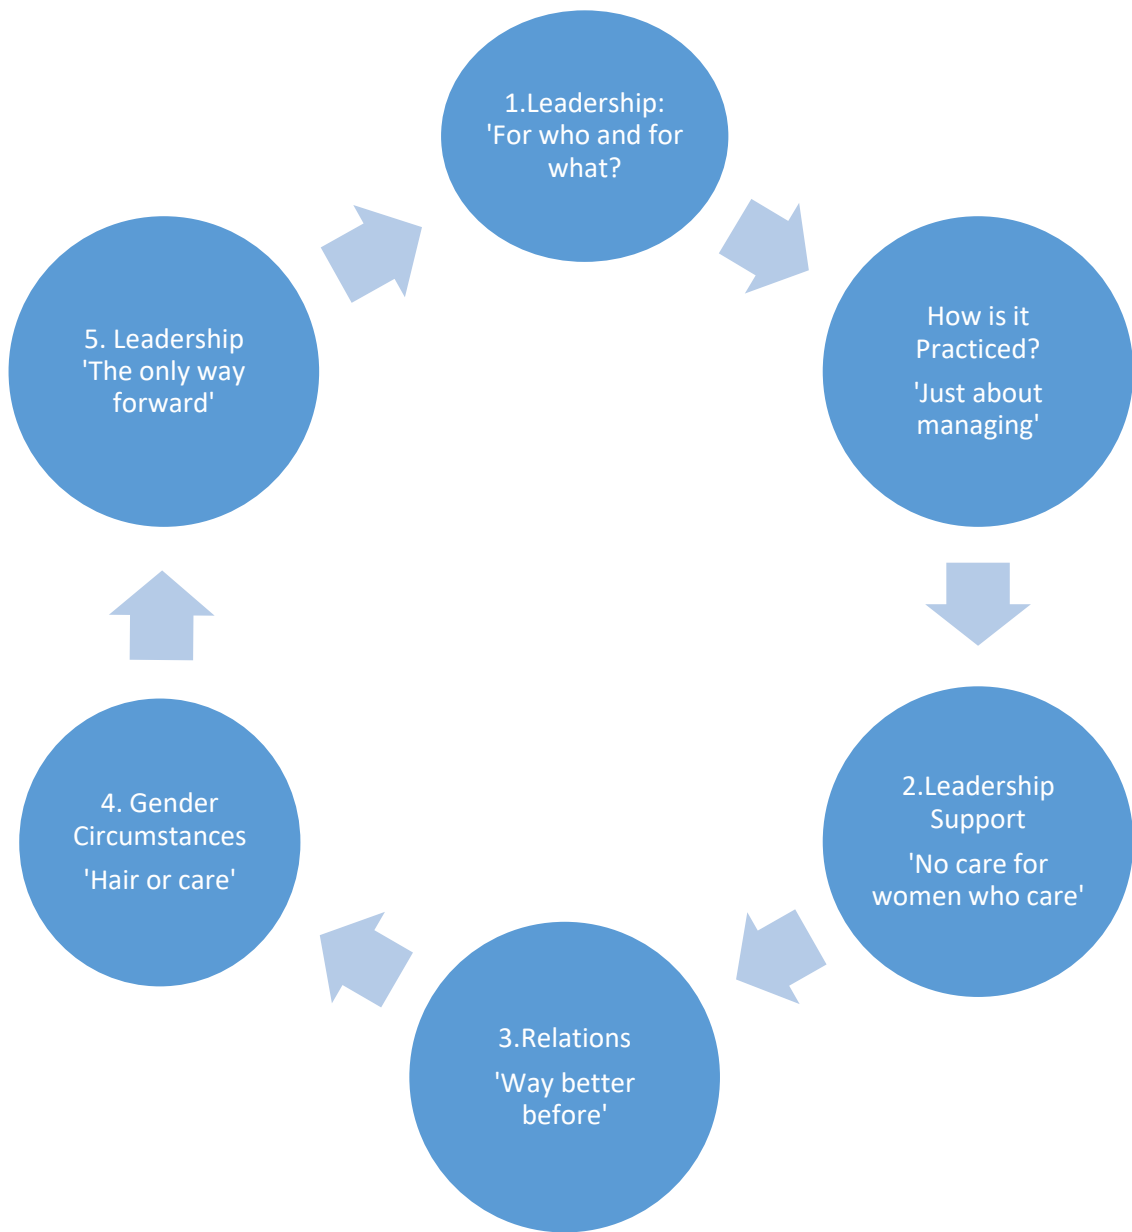 1.Leadership:
'For who and for
what?
How is it
Practiced?
'Just about
managing'
2.Leadership
Support
'No care for
women who care'
3.Relations
'Way better
before'
4. Gender
Circumstances
'Hair or care'
5. Leadership
'The only way
forward'